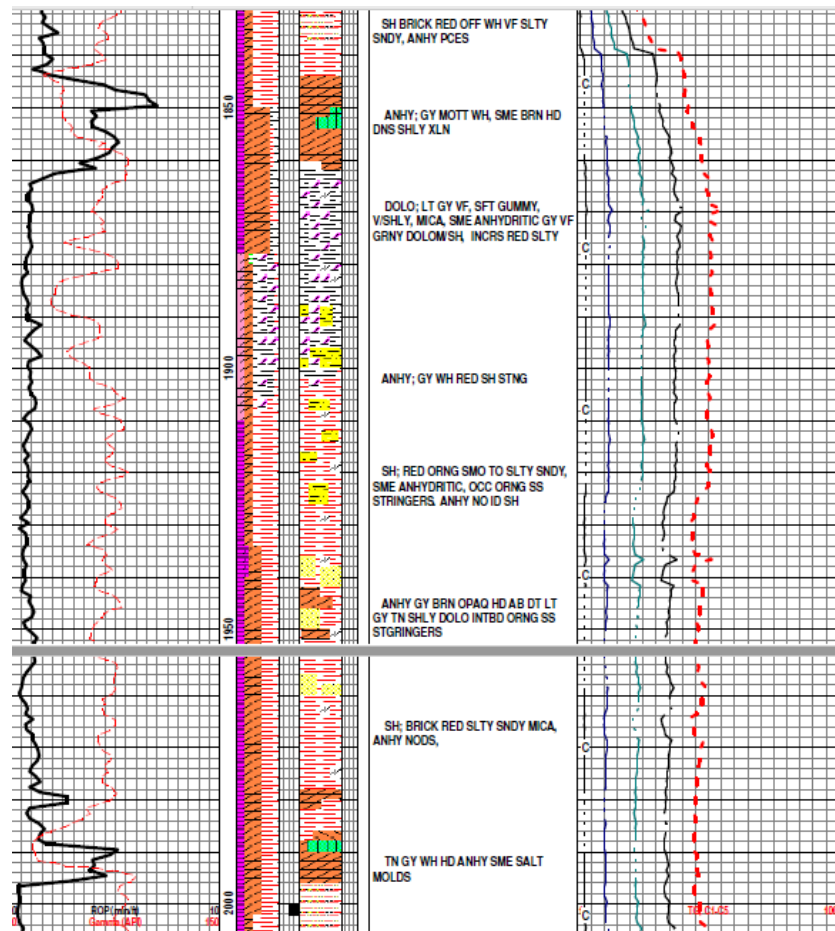 SH BRICK RED OFF WH VF SLTY
SNDY, ANHY PCES
C
1850
ANHY; GY MOTT WH, SME BRN HD
DNS SHLY XLN
DOLO; LT GY VF, SFT GUMMY,
V/SHLY, MICA, SME ANHYDRITIC GY VF
GRNY DOLOM/SH, INCRS RED SLTY
C
1900
ANHY; GY WH RED SH STNG
C
SH; RED ORNG SMO TO SLTY SNDY,
SME ANHYDRITIC, OCC ORNG SS
STRINGERS. ANHY NO ID SH
C
1950
ANHY GY BRN OPAQ HD AB DT LT
GY TN SHLY DOLO INTBD ORNG SS
STGRINGERS
SH; BRICK RED SLTY SNDY MICA,
ANHY NODS,
C
TN GY WH HD ANHY SME SALT
MOLDS
2000
C
ROP (min/ft) 10
Gamma (API) 150